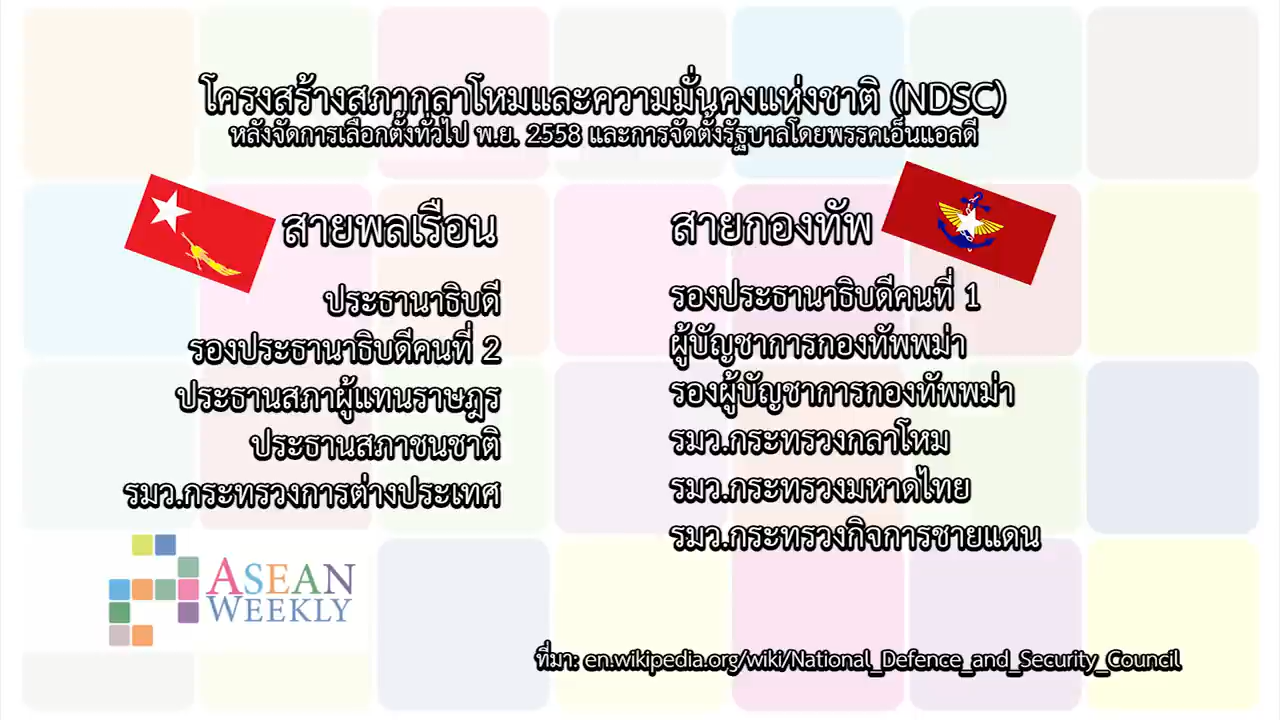 โครงสร้างสภากลาโหมและความมั่นคงแห่งชาติ (NDSC)
หลังจัดการเลือกตั้งทั่วไป พ.ย. 2558 และการจัดตั้งรัฐบาลโดยพรรคเอ็นแอลดี
สายพลเรือน
ประธานาธิบดี
รองประธานาธิบดีคนที่ 2
ประธานสภาผู้แทนราษฎร
ประธานสภาชนชาติ
รมว.กระทรวงการต่างประเทศ
สายกองทัพ
รองประธานาธิบดีคนที่ 1
ผู้บัญชาการกองทัพพม่า
รองผู้บัญชาการกองทัพพม่า
รมว.กระทรวงกลาโหม
รมว.กระทรวงมหาดไทย
รมว.กระทรวงกิจการชายแดน
ASEAN
WEEKLY
ที่มา: en.wikipedia.org/wiki/National_Defence_and_Security_Council